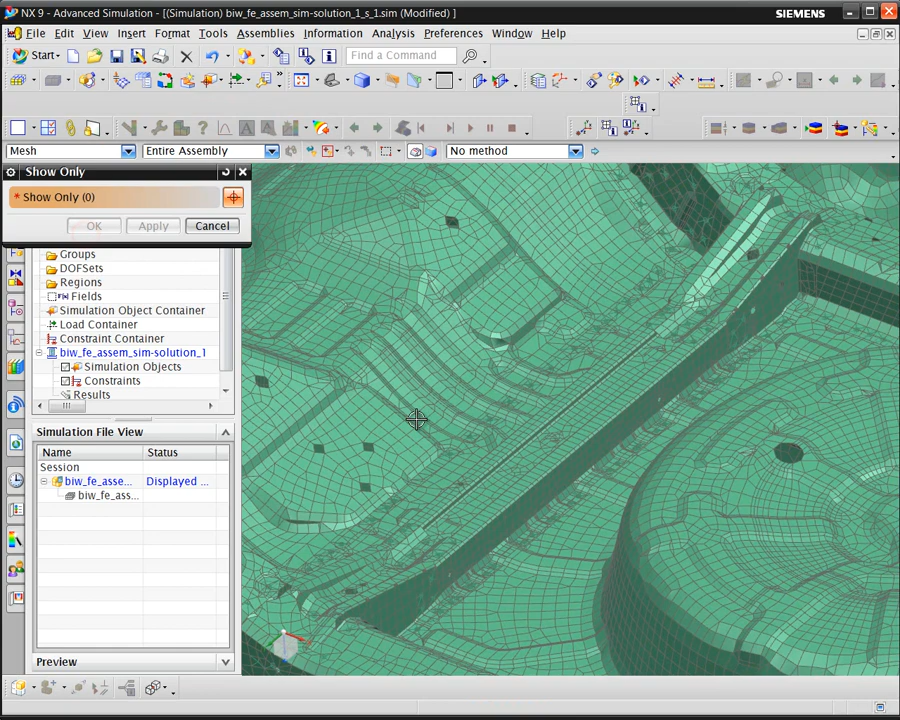 NX 9 - Advanced Simulation - [(Simulation) biw_fe_assem_sim-solution_1_s_1.sim (Modified) ]
SIEMENS
File Edit View Insert Format Tools Assemblies Information Analysis Preferences Window Help
Start
Find a Command
Mesh
Entire Assembly
No method
Show Only
* Show Only (0)
OK
Apply
Cancel
Groups
DOFSets
Regions
Fields
Simulation Object Container
Load Container
Constraint Container
biw_fe_assem_sim-solution_1
Simulation Objects
Constraints
Results
Simulation File View
Name
Status
Session
biw_fe_asse...
Displayed ...
biw_fe_ass...
Preview